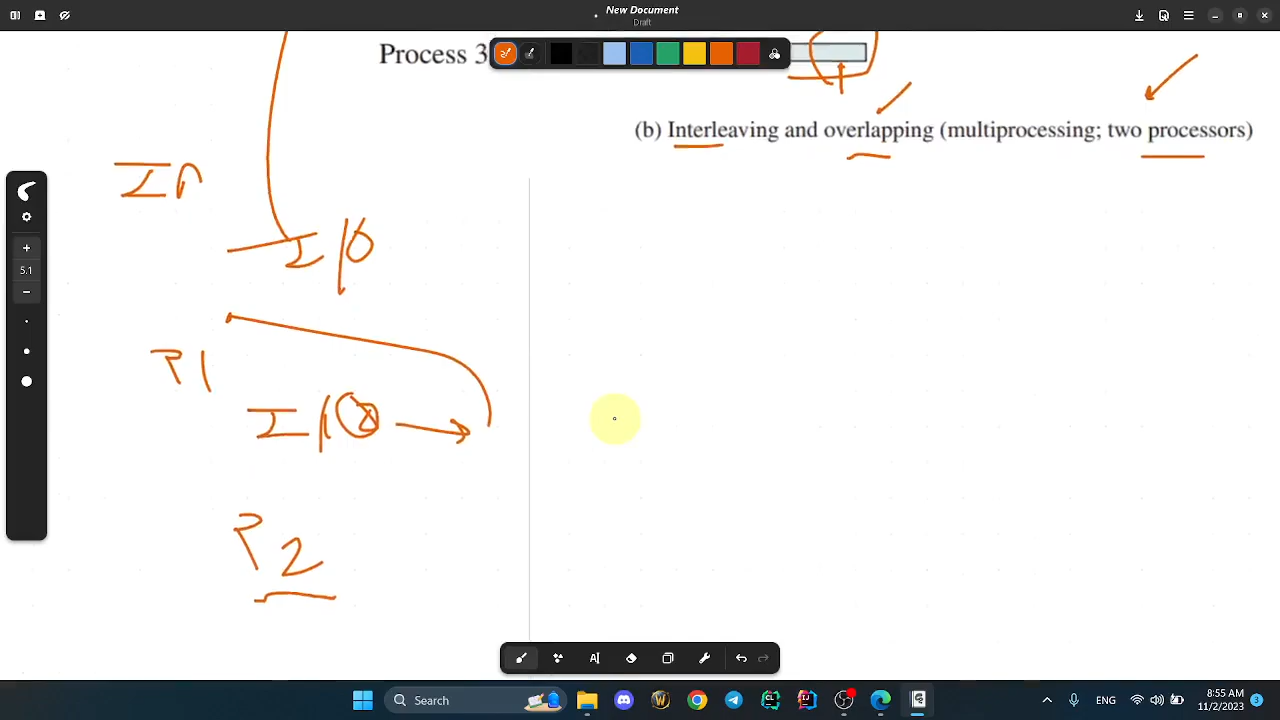 New Document
Draft
Process 3
(b) Interleaving and overlapping (multiprocessing; two processors)
I/O
5.1
P1
I/O
P2
Search
ENG
8:55 AM
11/2/2023
3